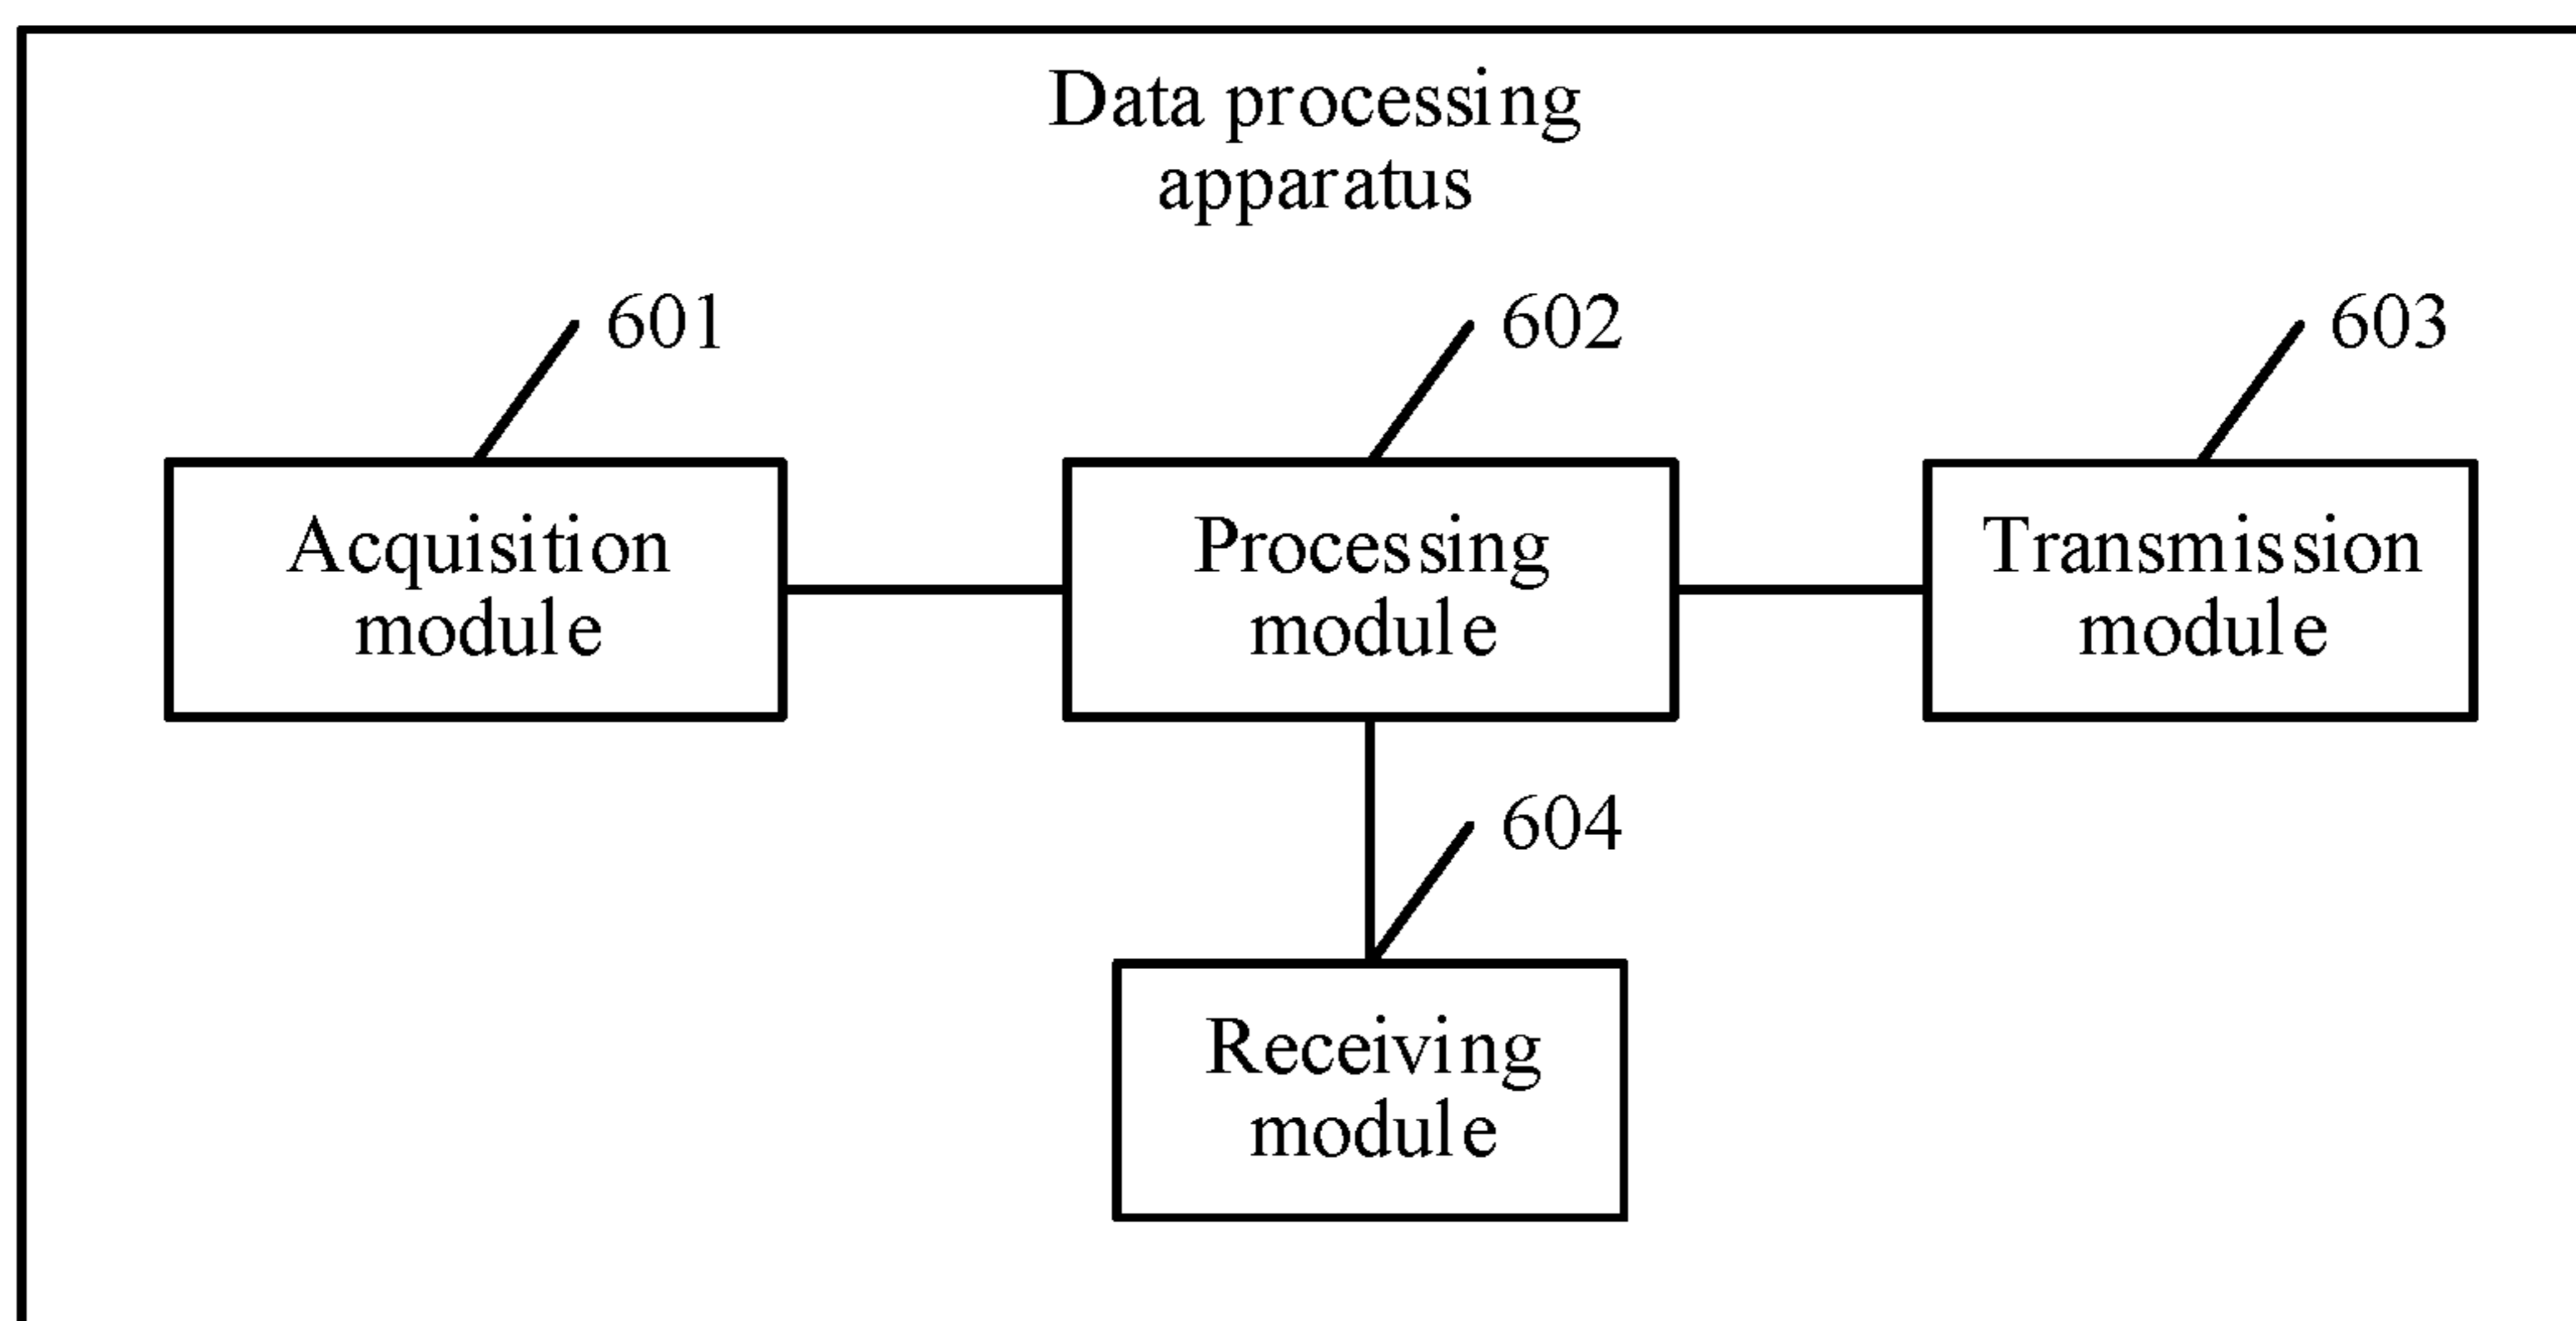 Data processing
apparatus
601
602
603
Acquisition
module
Processing
module
Transmission
module
604
Receiving
module